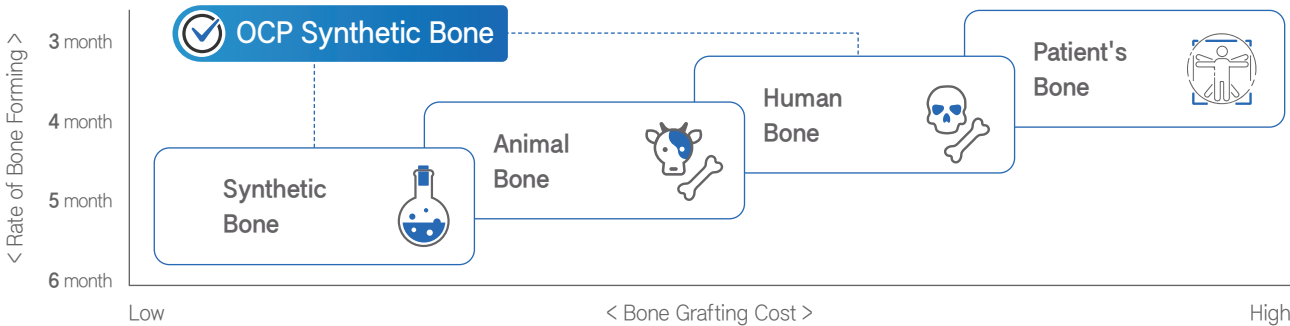 < Rate of Bone Forming >
3 month
4 month
5 month
6 month
OCP Synthetic Bone
Synthetic
Bone
Animal
Bone
Human
Bone
Patient's
Bone
Low
< Bone Grafting Cost >
High